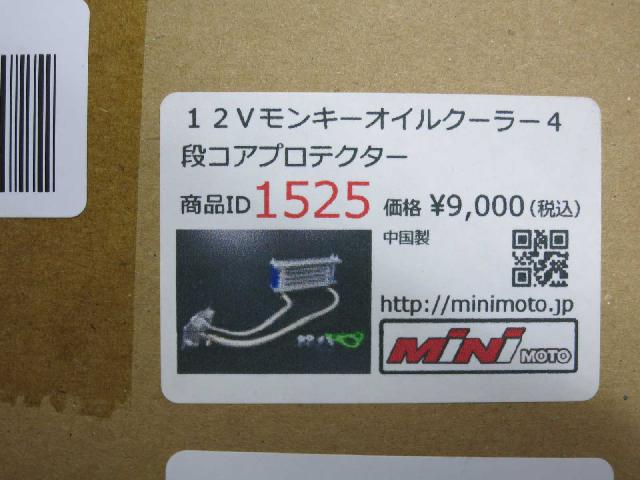 １２Ｖモンキーオイルクーラー４
段コアプロテクター
商品ID 1525 価格 ¥9,000 (税込)
中国製
http://minimoto.jp
MiNi MOTO